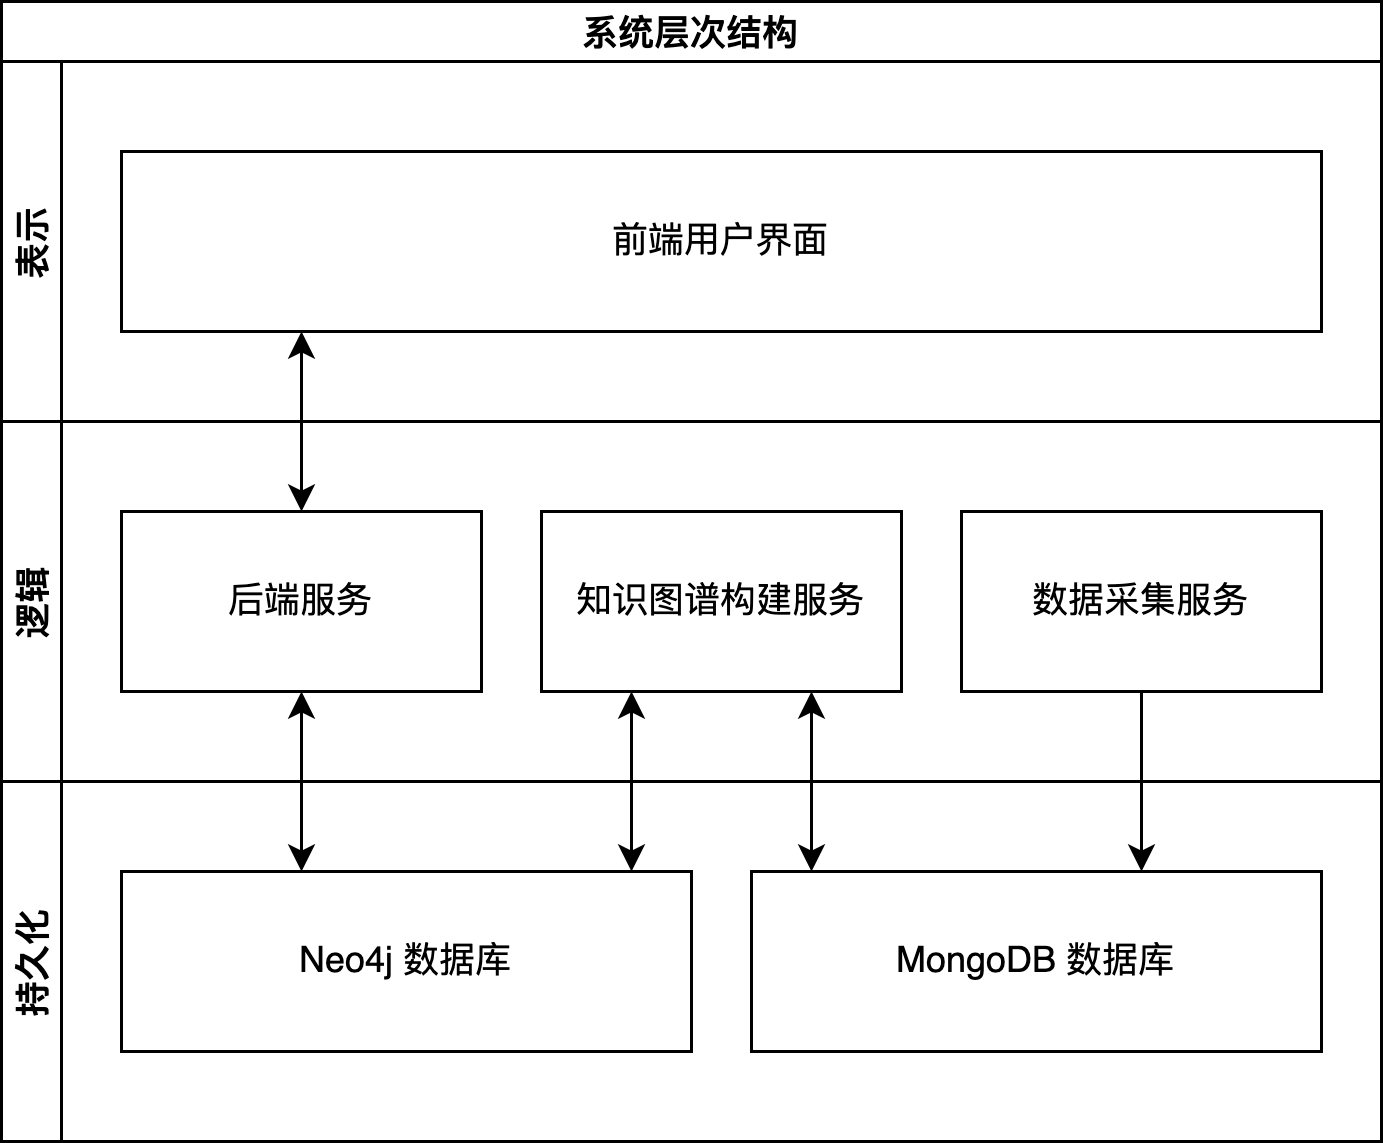 系统层次结构
表示
前端用户界面
逻辑
后端服务
知识图谱构建服务
数据采集服务
持久化
Neo4j 数据库
MongoDB 数据库